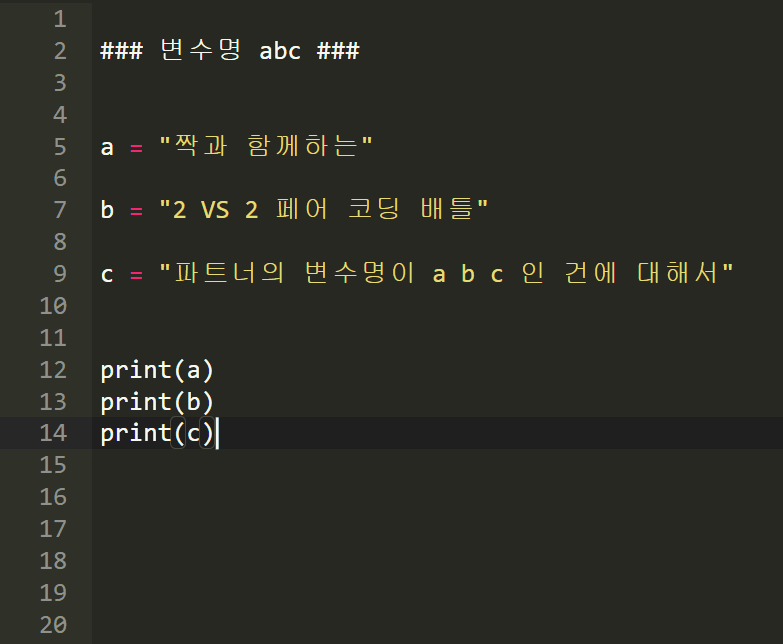 1
2 ### 변수명 abc ###
3
4
5 a = "짝과 함께하는"
6
7 b = "2 VS 2 페어 코딩 배틀"
8
9 c = "파트너의 변수명이 a b c 인 건에 대해서"
10
11
12 print(a)
13 print(b)
14 print(c)
15
16
17
18
19
20